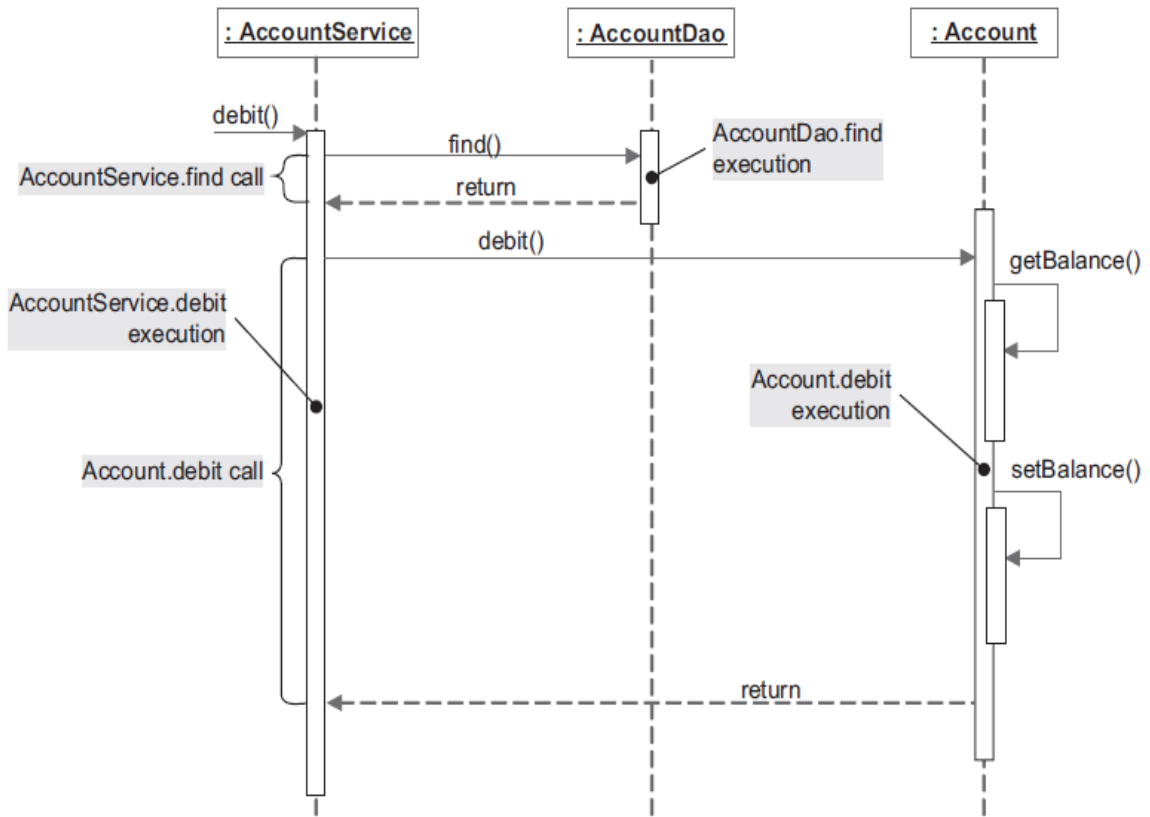 : AccountService
: AccountDao
: Account
debit()
find()
AccountDao.find
execution
AccountService.find call
return
debit()
getBalance()
AccountService.debit
execution
Account.debit
execution
Account.debit call
setBalance()
return